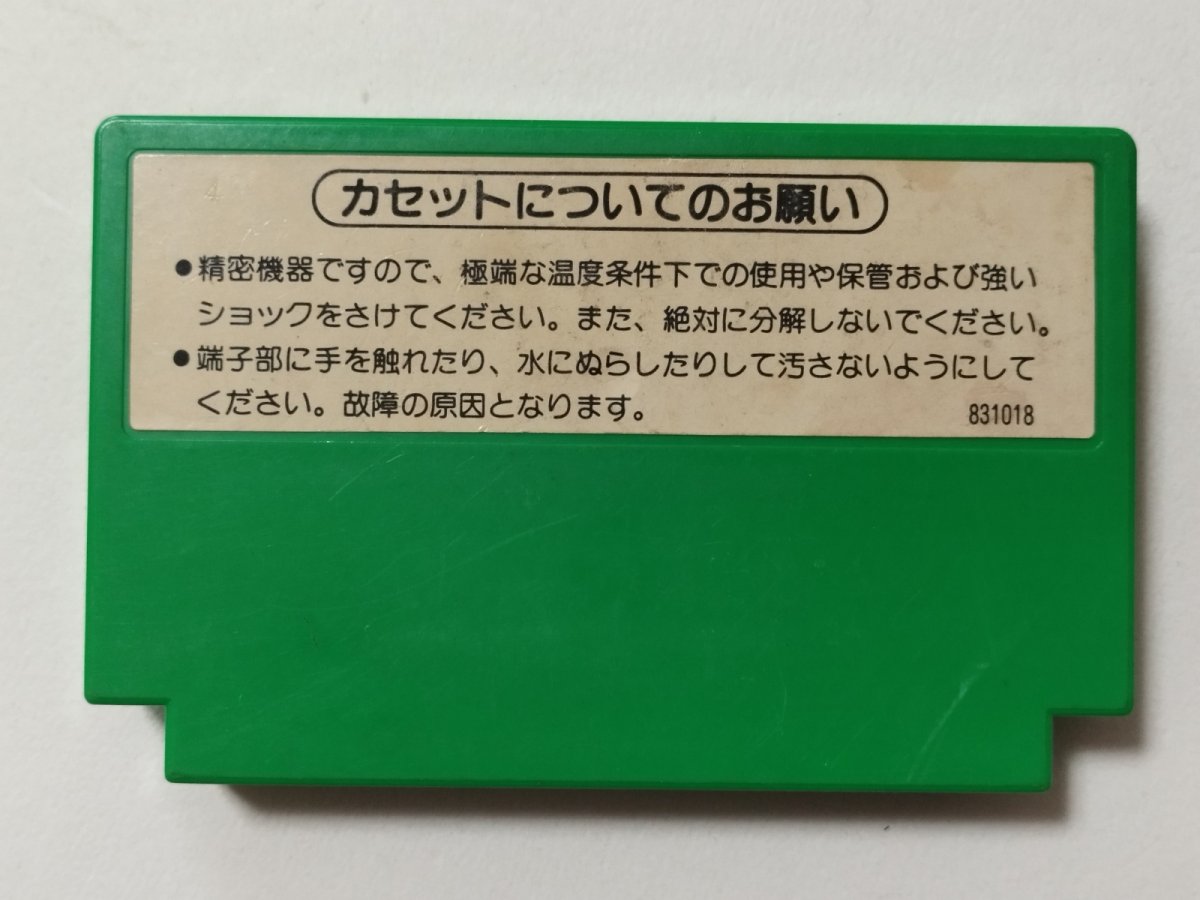 カセットについてのお願い
●精密機器ですので、極端な温度条件下での使用や保管および強い
ショックをさけてください。また、絶対に分解しないでください。
●端子部に手を触れたり、水にぬらしたりして汚さないようにして
ください。故障の原因となります。
831018